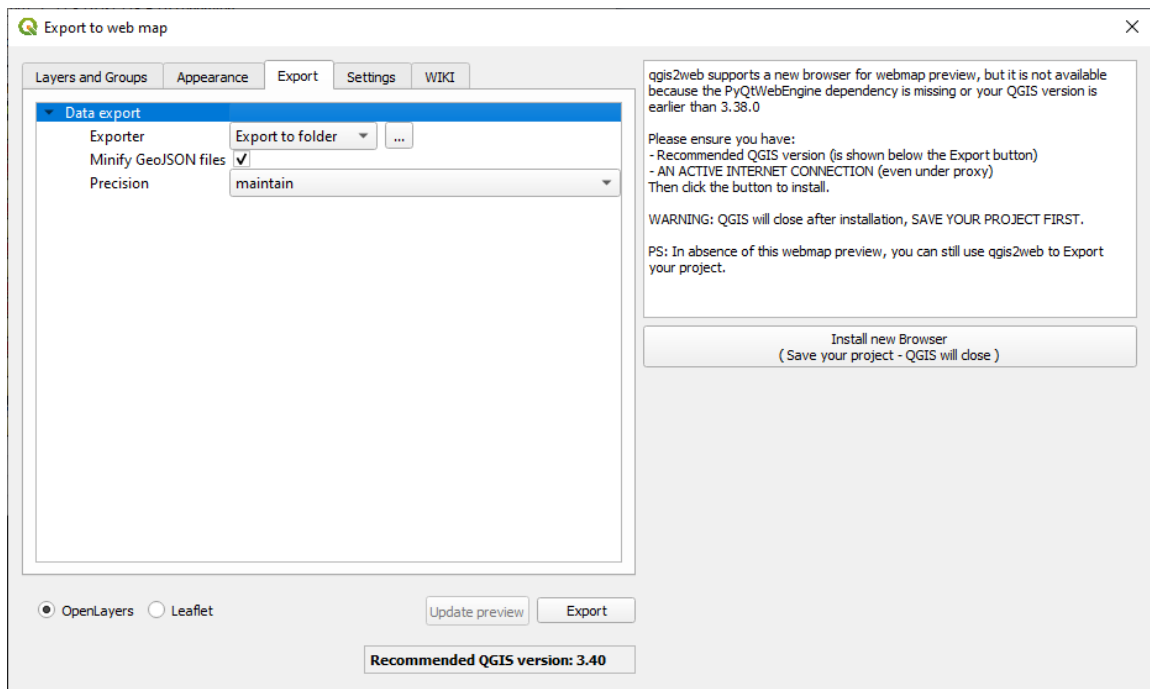 Export to web map
Layers and Groups Appearance Export Settings WIKI
Data export
Exporter Export to folder ...
Minify GeoJSON files
Precision maintain
OpenLayers Leaflet Update preview Export
Recommended QGIS version: 3.40
qgis2web supports a new browser for webmap preview, but it is not available
because the PyQtWebEngine dependency is missing or your QGIS version is
earlier than 3.38.0
Please ensure you have:
- Recommended QGIS version (is shown below the Export button)
- AN ACTIVE INTERNET CONNECTION (even under proxy)
Then click the button to install.
WARNING: QGIS will close after installation, SAVE YOUR PROJECT FIRST.
PS: In absence of this webmap preview, you can still use qgis2web to Export
your project.
Install new Browser
( Save your project - QGIS will close )